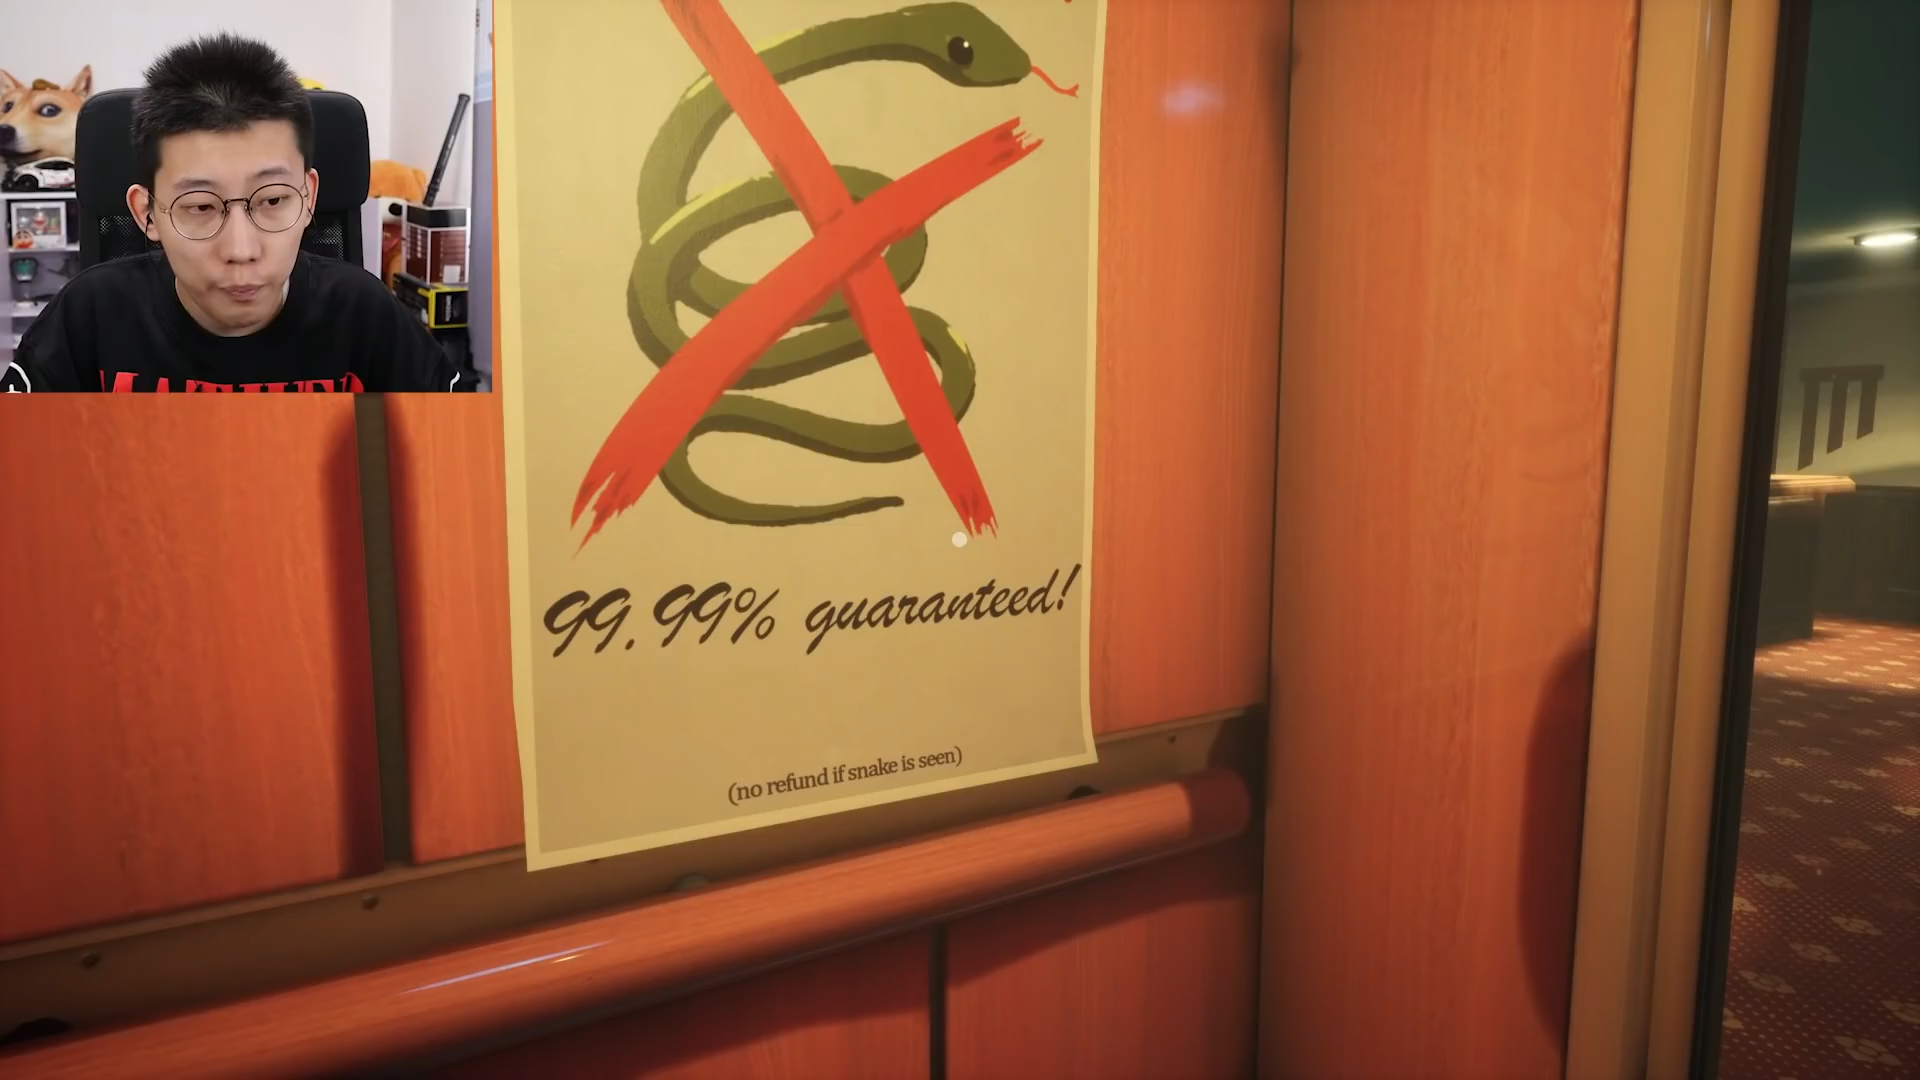 99.99% guaranteed!
(no refund if snake is seen)